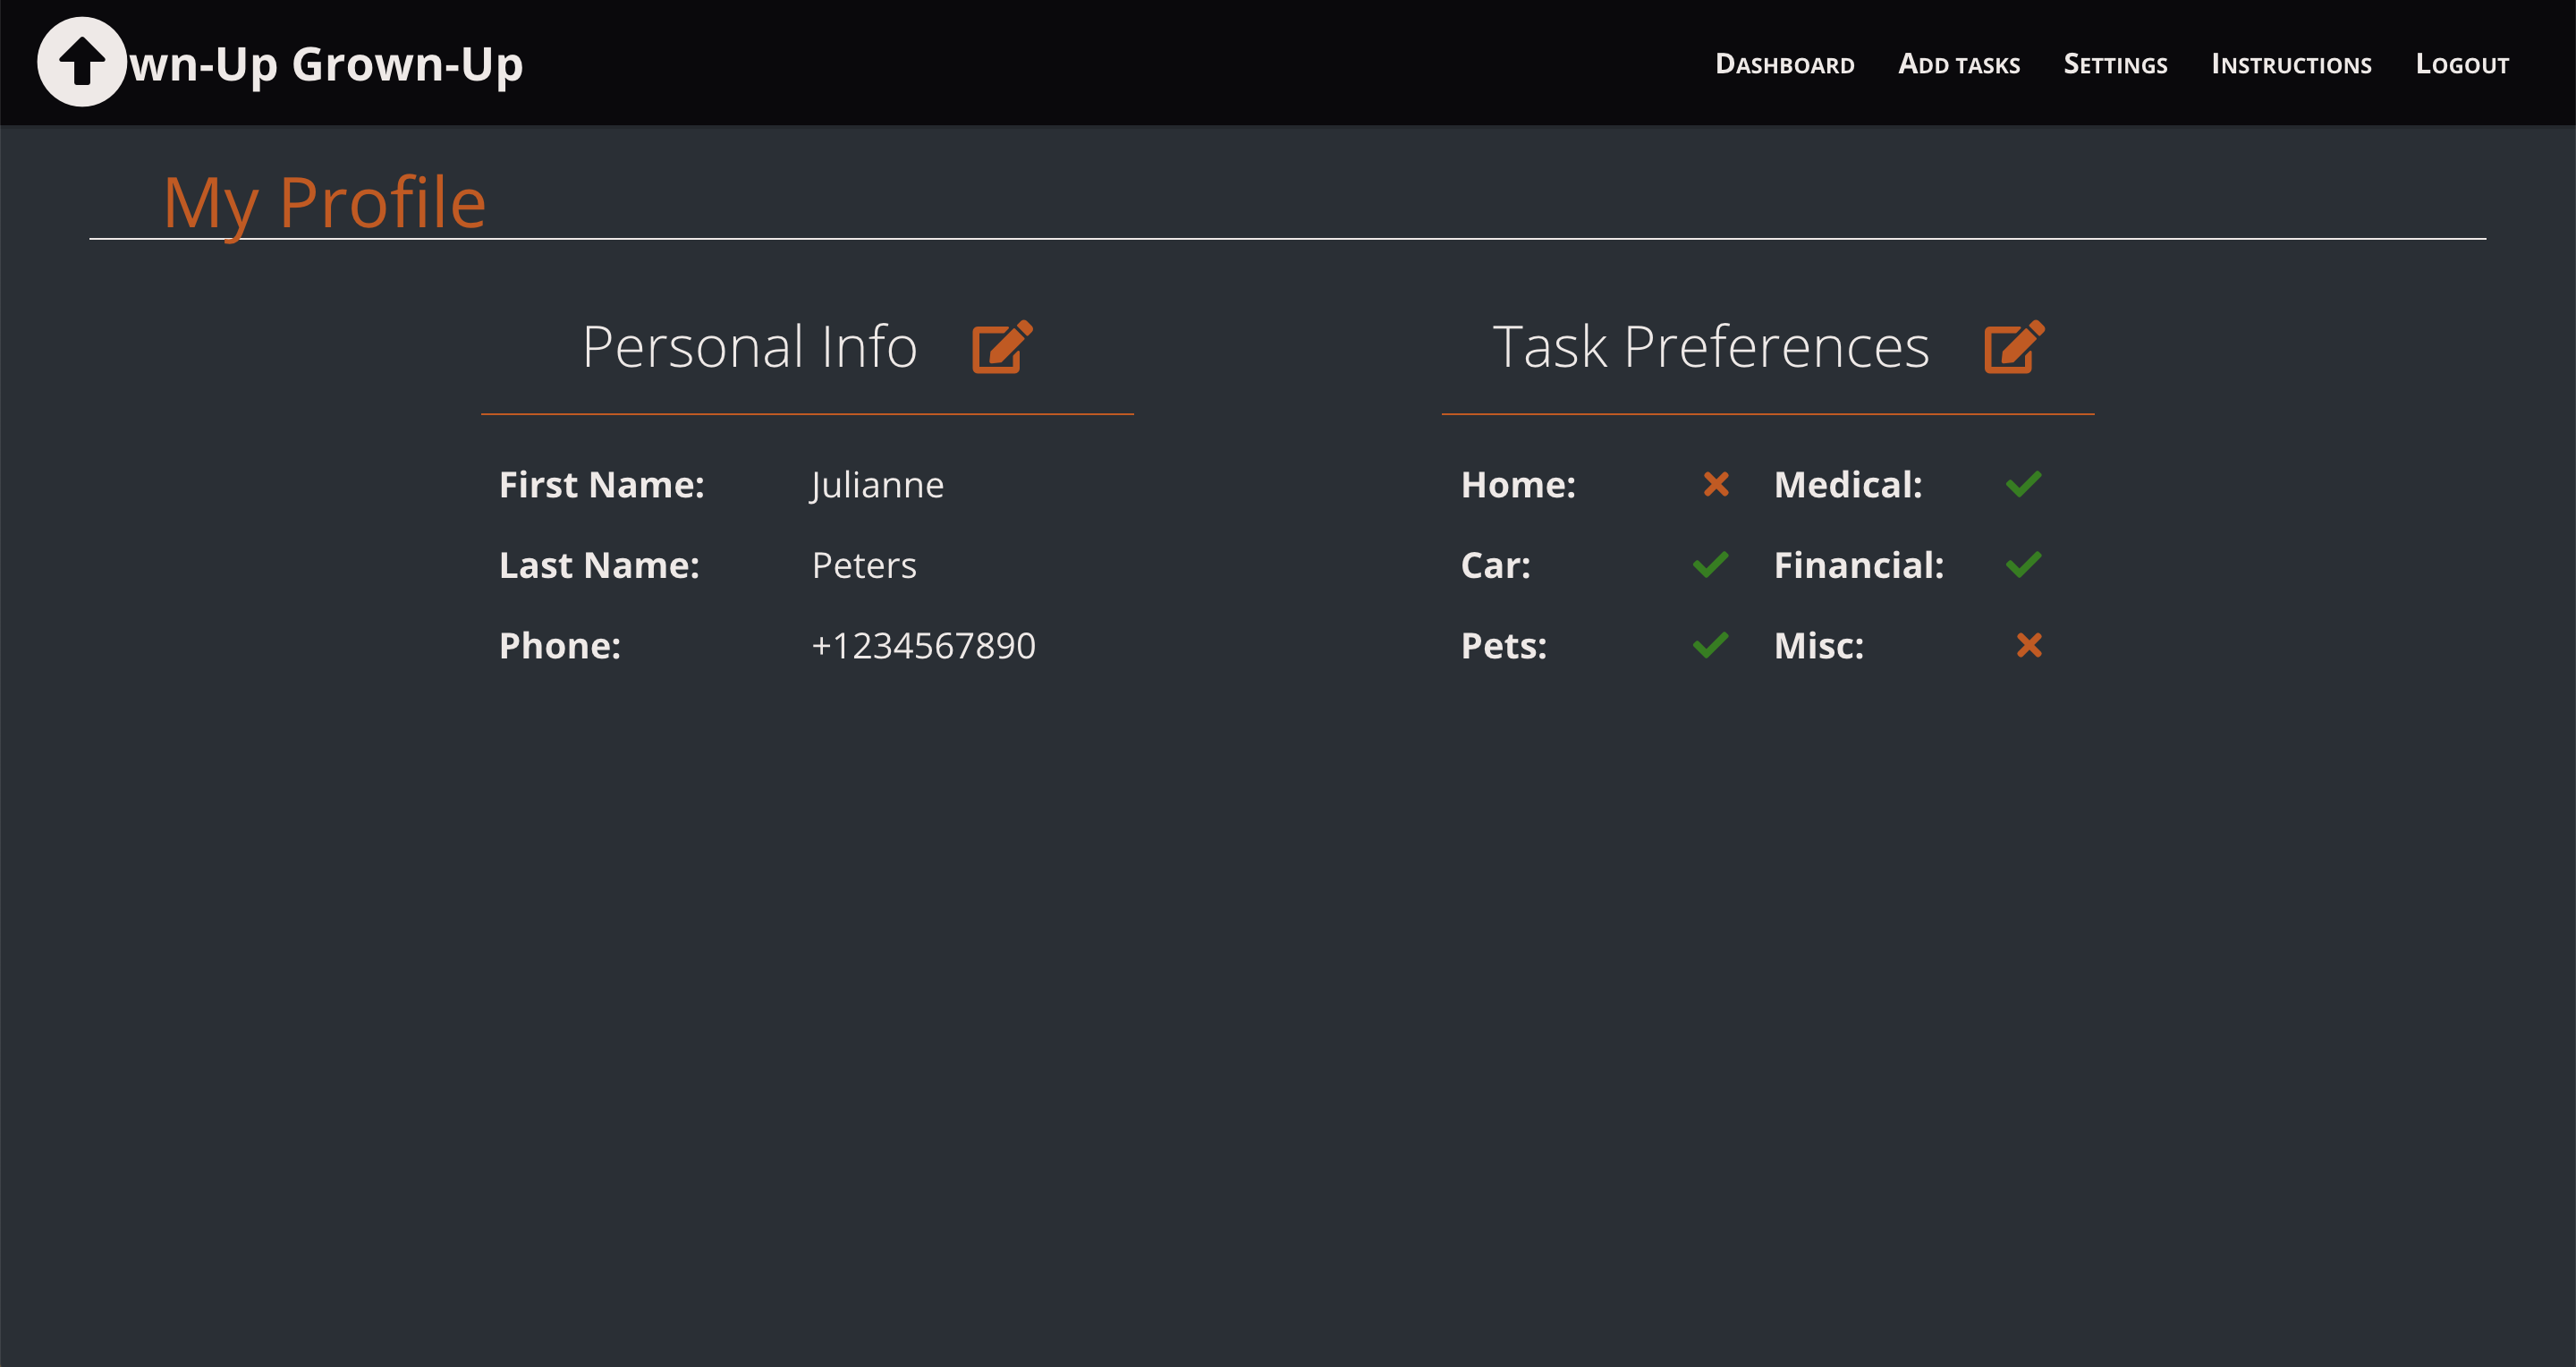 wn-Up Grown-Up
Dashboard Add tasks Settings Instructions Logout
My Profile
Personal Info
First Name: Julianne
Last Name: Peters
Phone: +1234567890
Task Preferences
Home: Medical:
Car: Financial:
Pets: Misc: